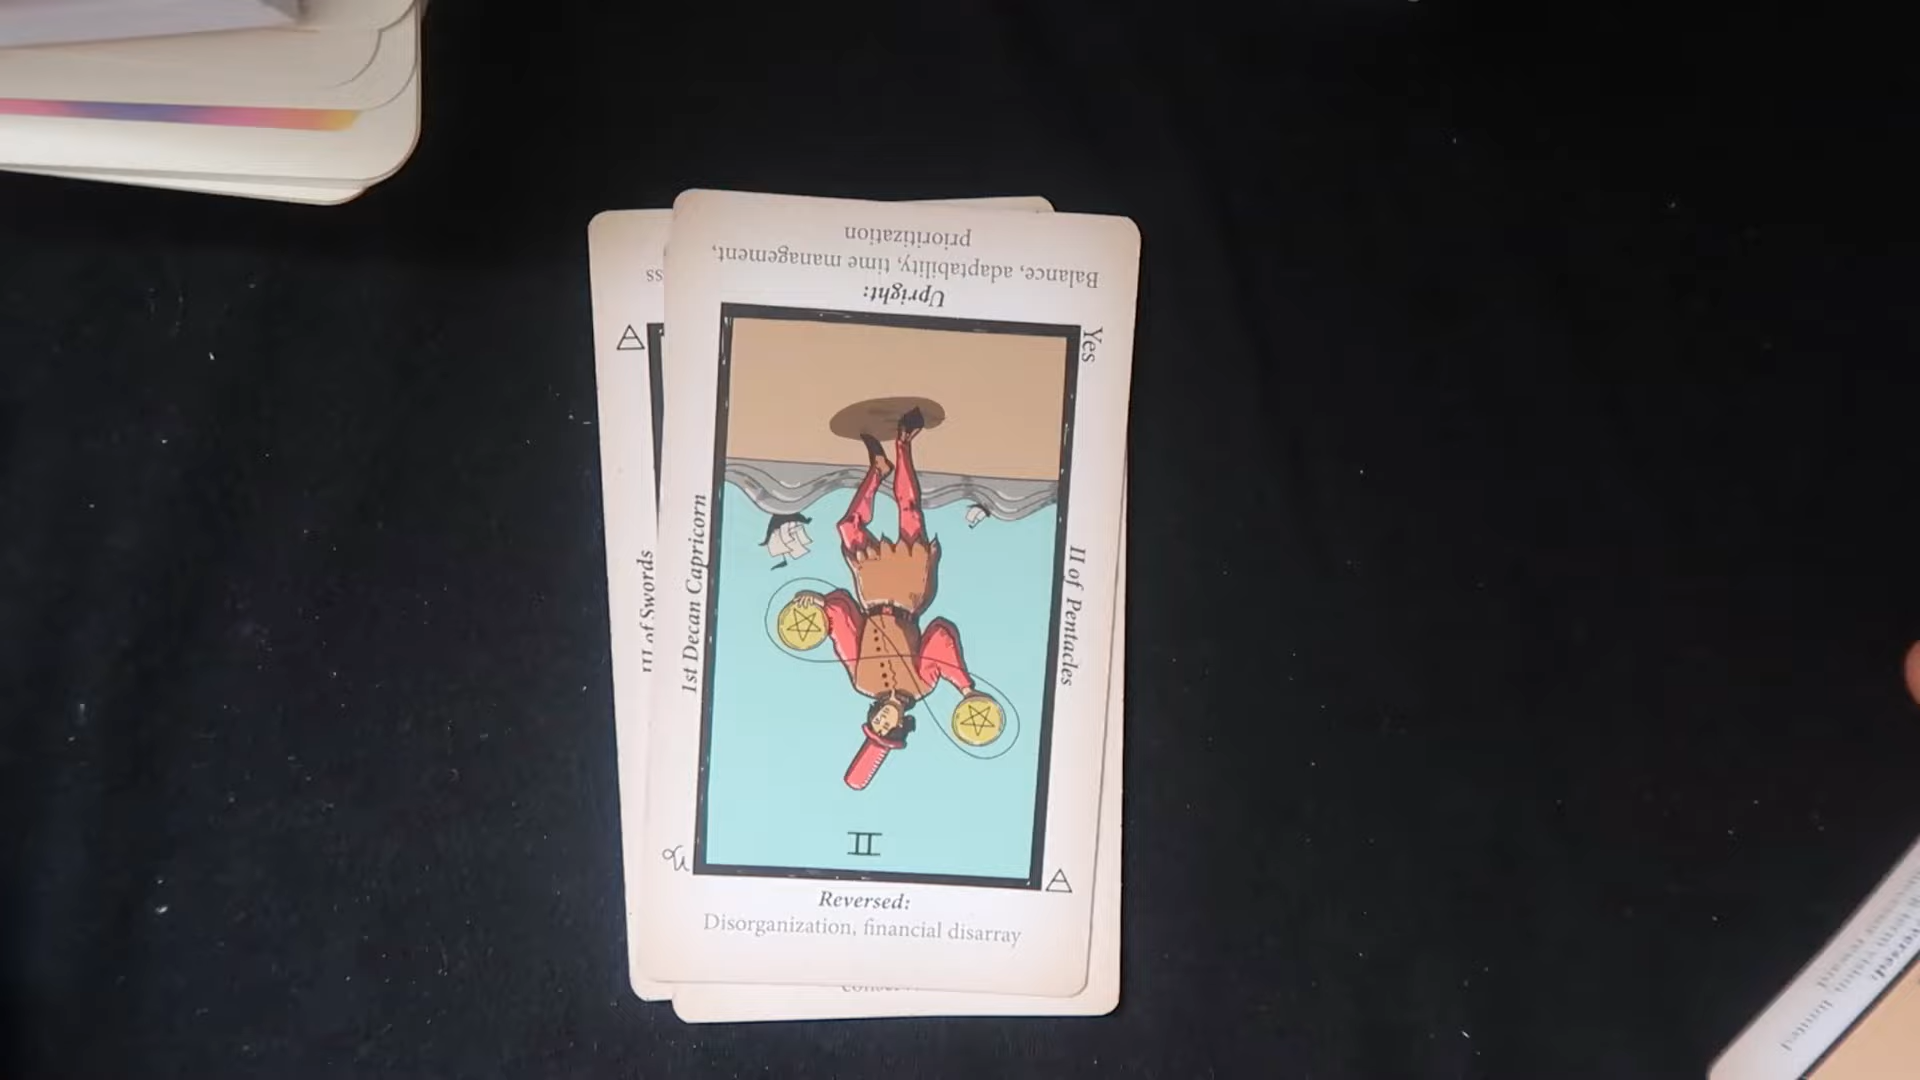 Balance, adaptability, time management,
prioritization
Upright:
Yes
1st Decan Capricorn
II of Pentacles
of Swords
II
Reversed:
Disorganization, financial disarray
ss